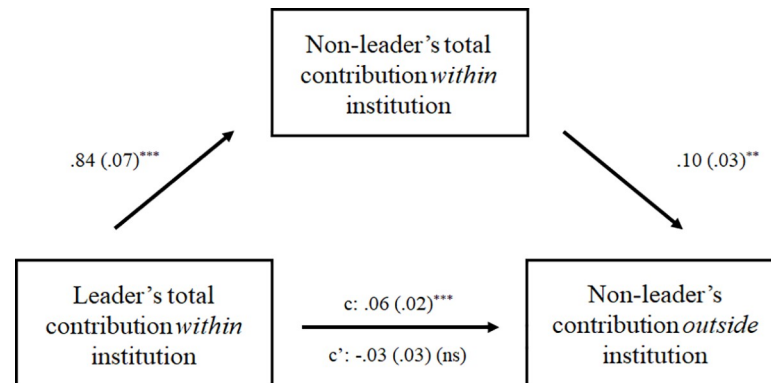 Non-leader’s total
contribution within
institution
.84 (.07)***
.10 (.03)**
Leader’s total
contribution within
institution
c: .06 (.02)***
c’: -.03 (.03) (ns)
Non-leader’s
contribution outside
institution